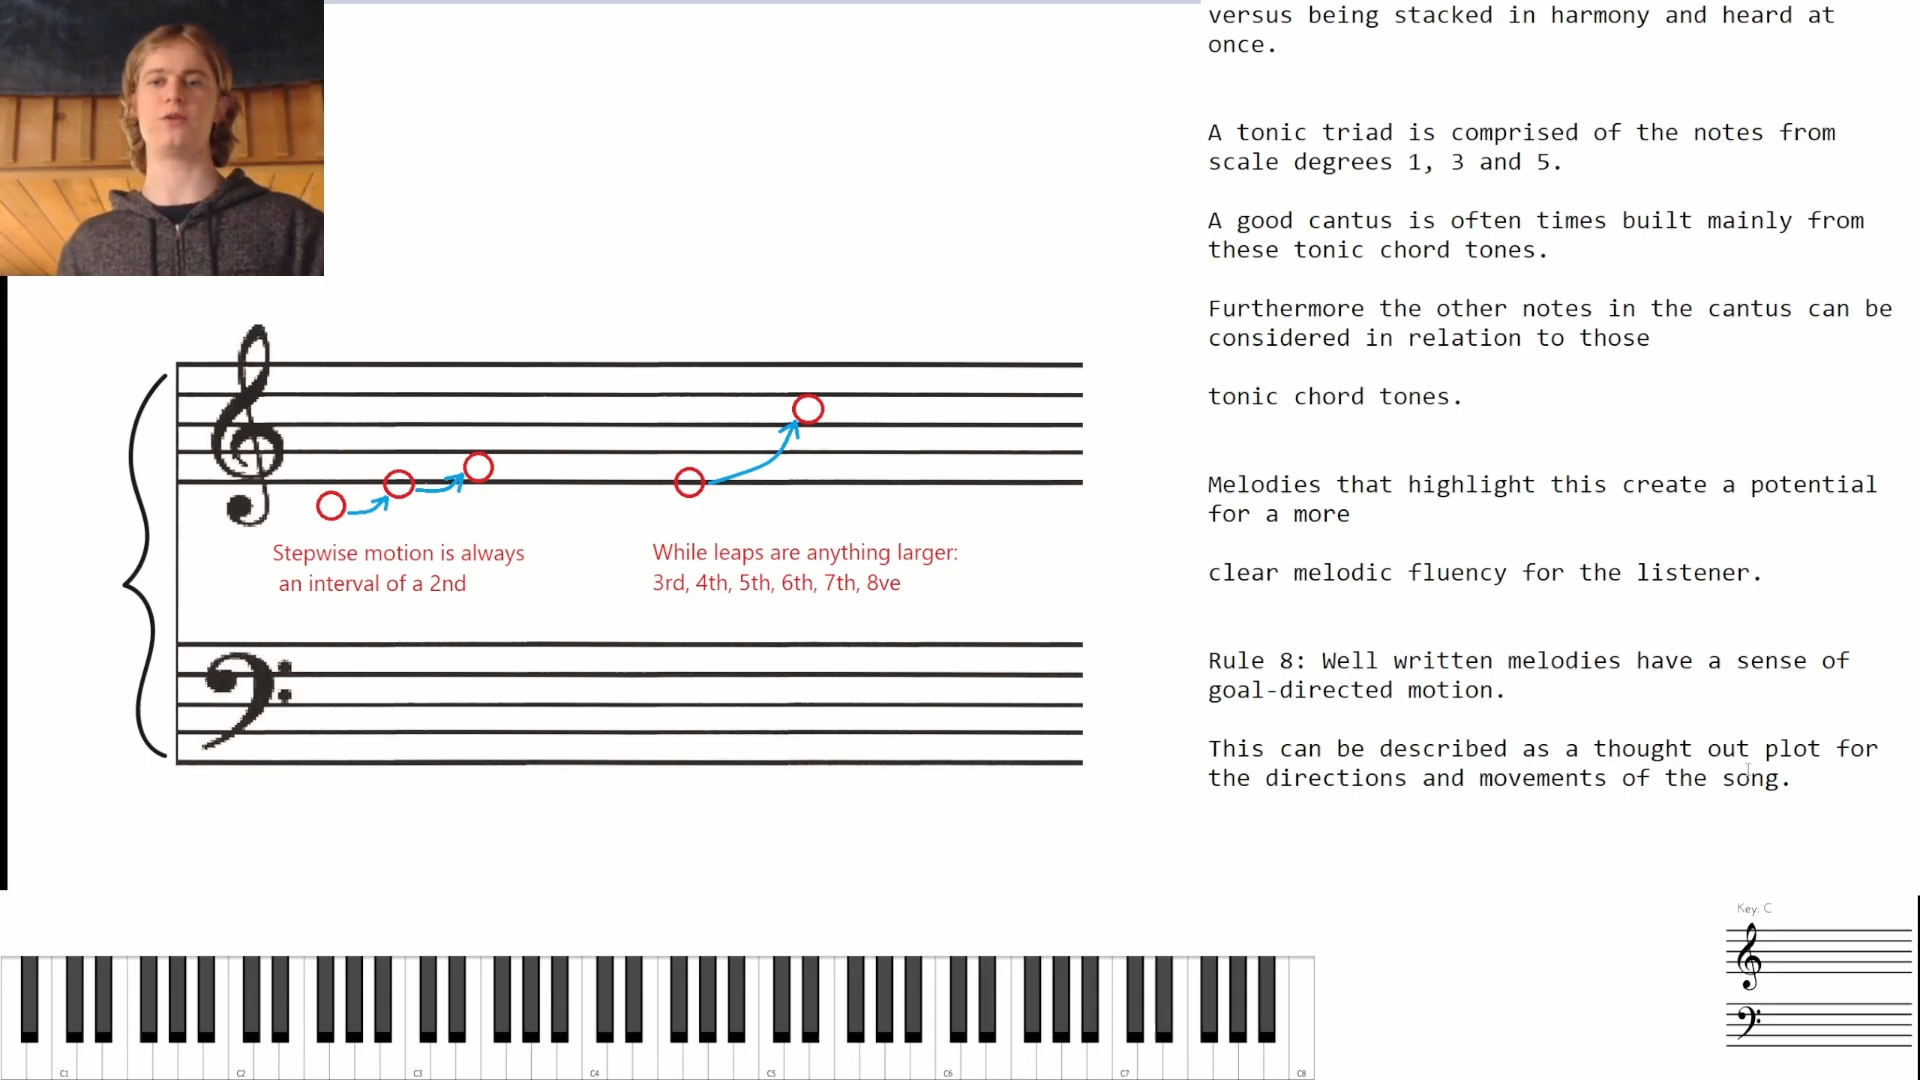 versus being stacked in harmony and heard at
once.
A tonic triad is comprised of the notes from
scale degrees 1, 3 and 5.
A good cantus is often times built mainly from
these tonic chord tones.
Furthermore the other notes in the cantus can be
considered in relation to those
tonic chord tones.
Melodies that highlight this create a potential
for a more
clear melodic fluency for the listener.
Rule 8: Well written melodies have a sense of
goal-directed motion.
This can be described as a thought out plot for
the directions and movements of the song.
Stepwise motion is always
an interval of a 2nd
While leaps are anything larger:
3rd, 4th, 5th, 6th, 7th, 8ve
Key: C
C1 C2 C3 C4 C5 C6 C7 C8